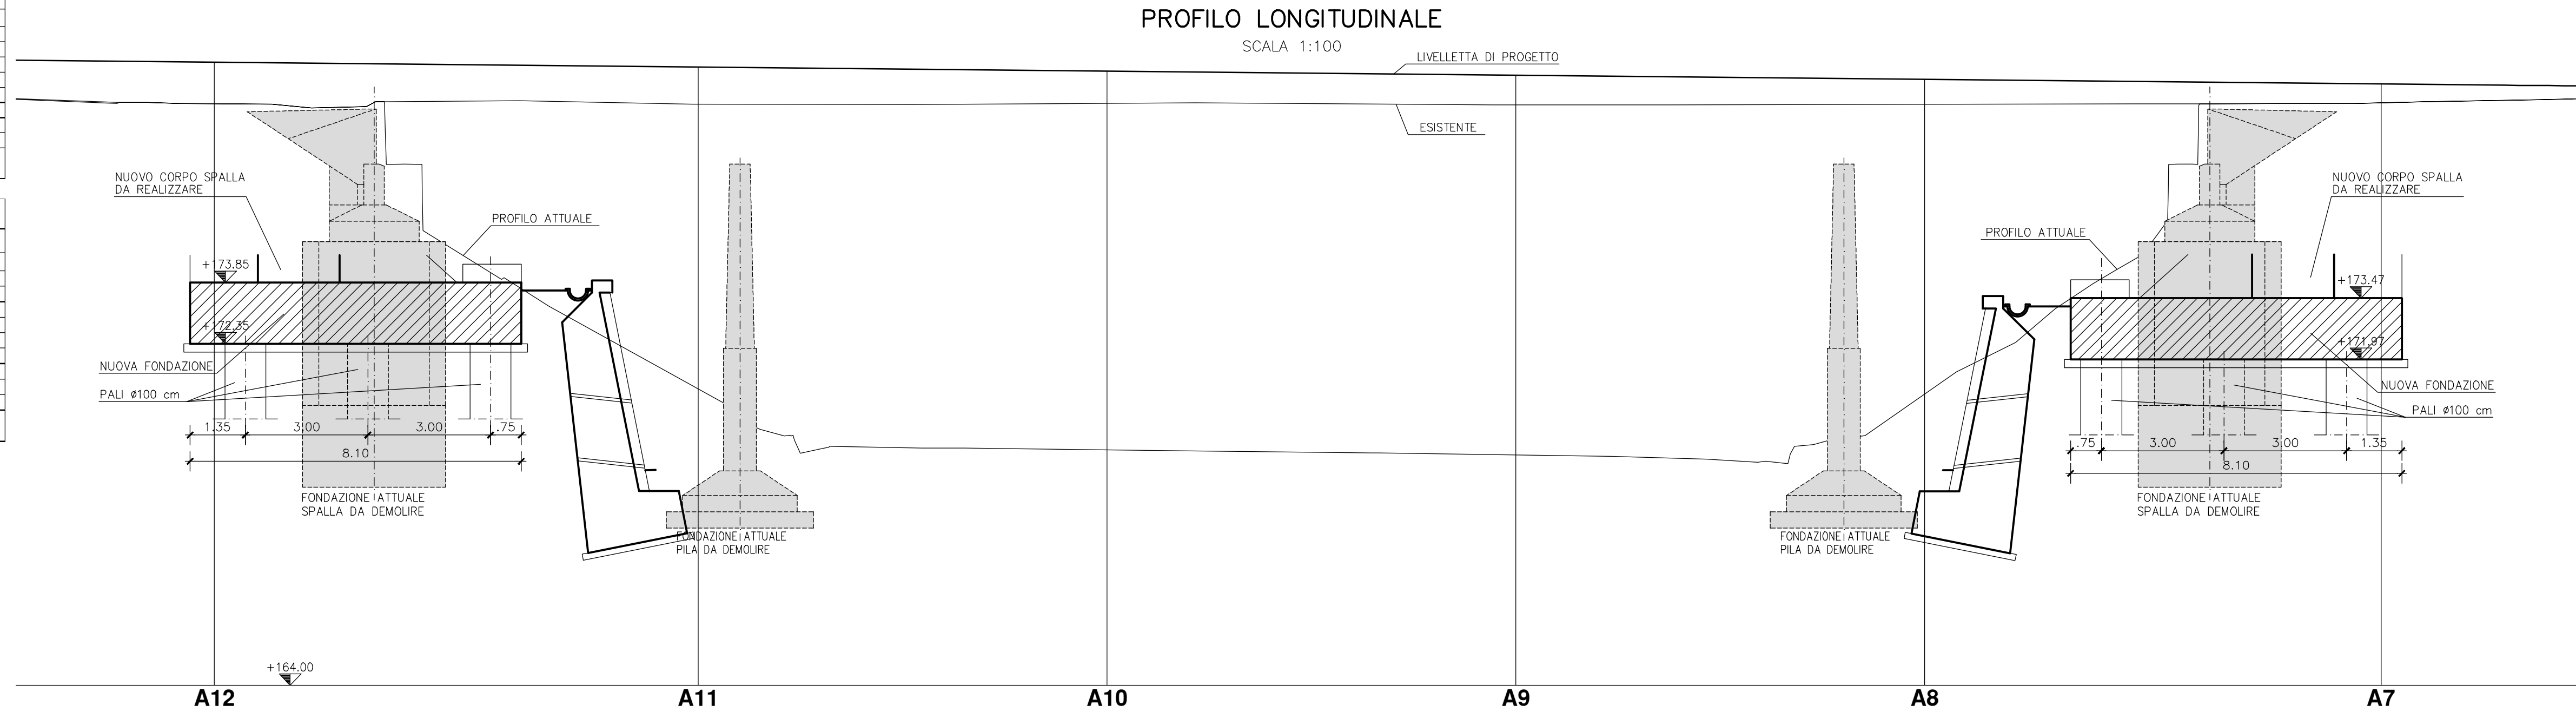 PROFILO LONGITUDINALE
SCALA 1:100
LIVELLETTA DI PROGETTO
ESISTENTE
NUOVO CORPO SPALLA
DA REALIZZARE
PROFILO ATTUALE
+173.85
+172.35
NUOVA FONDAZIONE
PALI ø100 cm
1.35
3.00
3.00
.75
8.10
FONDAZIONE ATTUALE
SPALLA DA DEMOLIRE
FONDAZIONE ATTUALE
PILA DA DEMOLIRE
NUOVO CORPO SPALLA
DA REALIZZARE
PROFILO ATTUALE
+173.47
+171.97
NUOVA FONDAZIONE
PALI ø100 cm
.75
3.00
3.00
1.35
8.10
FONDAZIONE ATTUALE
SPALLA DA DEMOLIRE
FONDAZIONE ATTUALE
PILA DA DEMOLIRE
+164.00
A12
A11
A10
A9
A8
A7